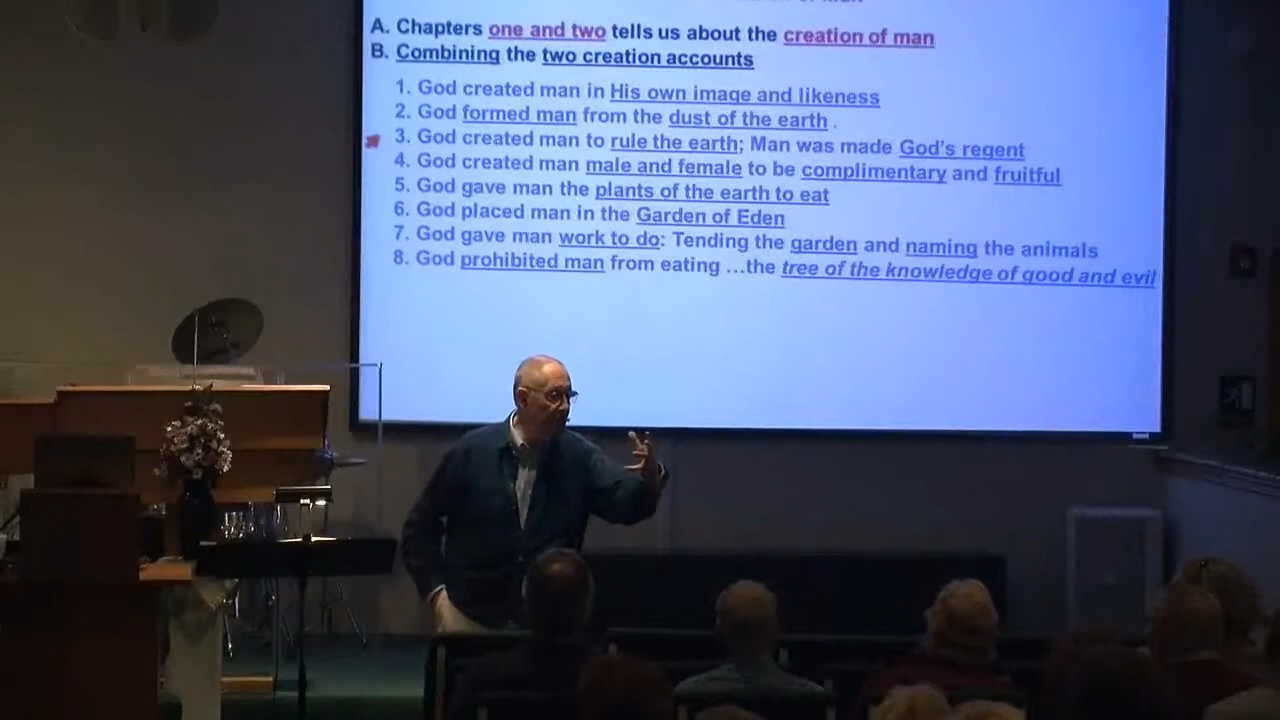 A. Chapters one and two tells us about the creation of man
B. Combining the two creation accounts
1. God created man in His own image and likeness
2. God formed man from the dust of the earth .
3. God created man to rule the earth; Man was made God's regent
4. God created man male and female to be complimentary and fruitful
5. God gave man the plants of the earth to eat
6. God placed man in the Garden of Eden
7. God gave man work to do: Tending the garden and naming the animals
8. God prohibited man from eating ...the tree of the knowledge of good and evil